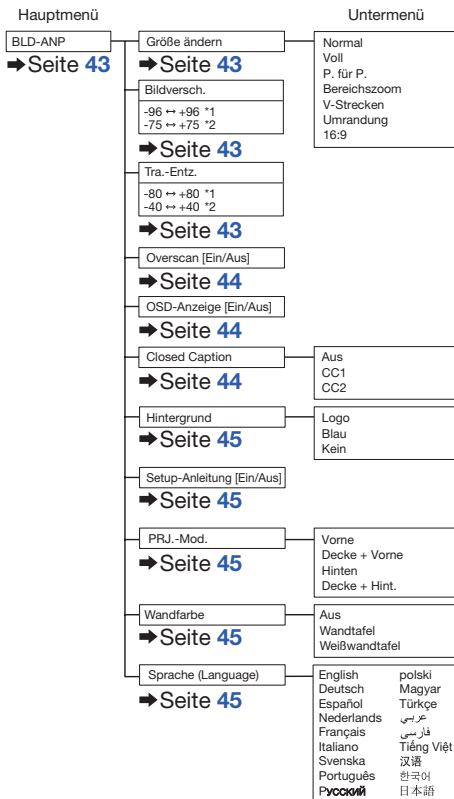 Hauptmenü
Untermenü
BLD-ANP
➡Seite 43
Größe ändern
➡Seite 43
Normal
Voll
P. für P.
Bereichszoom
V-Strecken
Umrandung
16:9
Bildversch.
-96 ↔ +96 *1
-75 ↔ +75 *2
➡Seite 43
Tra.-Entz.
-80 ↔ +80 *1
-40 ↔ +40 *2
➡Seite 43
Overscan [Ein/Aus]
➡Seite 44
OSD-Anzeige [Ein/Aus]
➡Seite 44
Closed Caption
➡Seite 44
Aus
CC1
CC2
Hintergrund
➡Seite 45
Logo
Blau
Kein
Setup-Anleitung [Ein/Aus]
➡Seite 45
PRJ.-Mod.
➡Seite 45
Vorne
Decke + Vorne
Hinten
Decke + Hint.
Wandfarbe
➡Seite 45
Aus
Wandtafel
Weißwandtafel
Sprache (Language)
➡Seite 45
English polski
Deutsch Magyar
Español Türkçe
Nederlands عربي
Français فارسی
Italiano Tiếng Việt
Svenska 汉语
Português 한국어
Русский 日本語